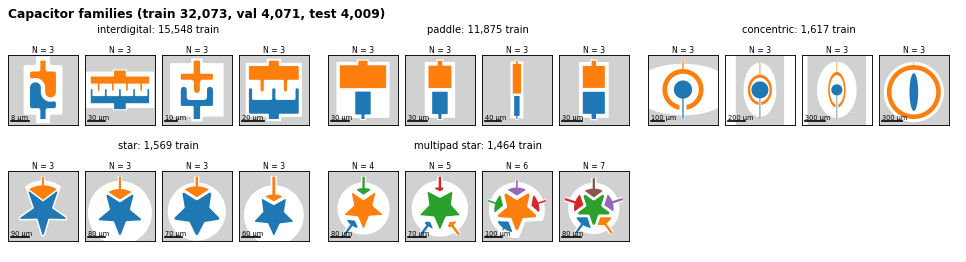 Capacitor families (train 32,073, val 4,071, test 4,009)
interdigital: 15,548 train
N = 3
8 μm
N = 3
30 μm
N = 3
10 μm
N = 3
20 μm
paddle: 11,875 train
N = 3
30 μm
N = 3
30 μm
N = 3
40 μm
N = 3
30 μm
concentric: 1,617 train
N = 3
100 μm
N = 3
200 μm
N = 3
300 μm
N = 3
300 μm
star: 1,569 train
N = 3
90 μm
N = 3
80 μm
N = 3
70 μm
N = 3
60 μm
multipad star: 1,464 train
N = 4
80 μm
N = 5
70 μm
N = 6
100 μm
N = 7
80 μm